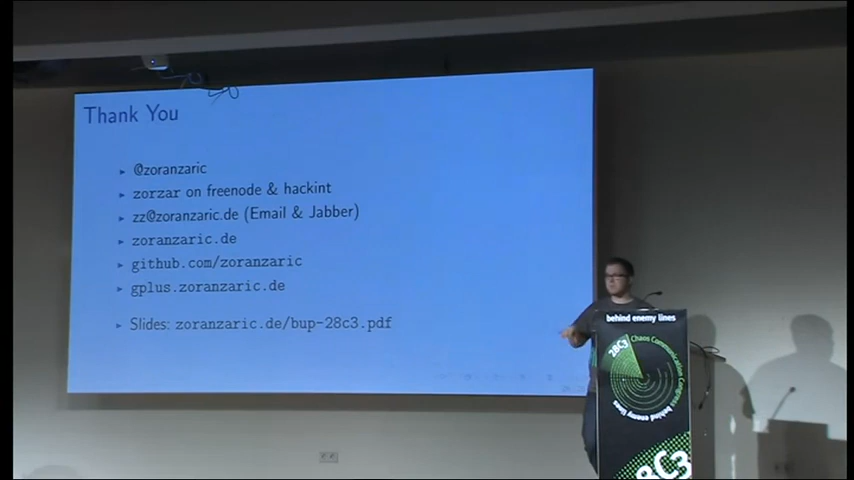 Thank You
@zoranzaric
zorzar on freenode & hackint
zz@zoranzaric.de (Email & Jabber)
zoranzaric.de
github.com/zoranzaric
gplus.zoranzaric.de
Slides: zoranzaric.de/bup-28c3.pdf
behind enemy lines
28C3 Chaos Communication Congress behind enemy lines
28C3